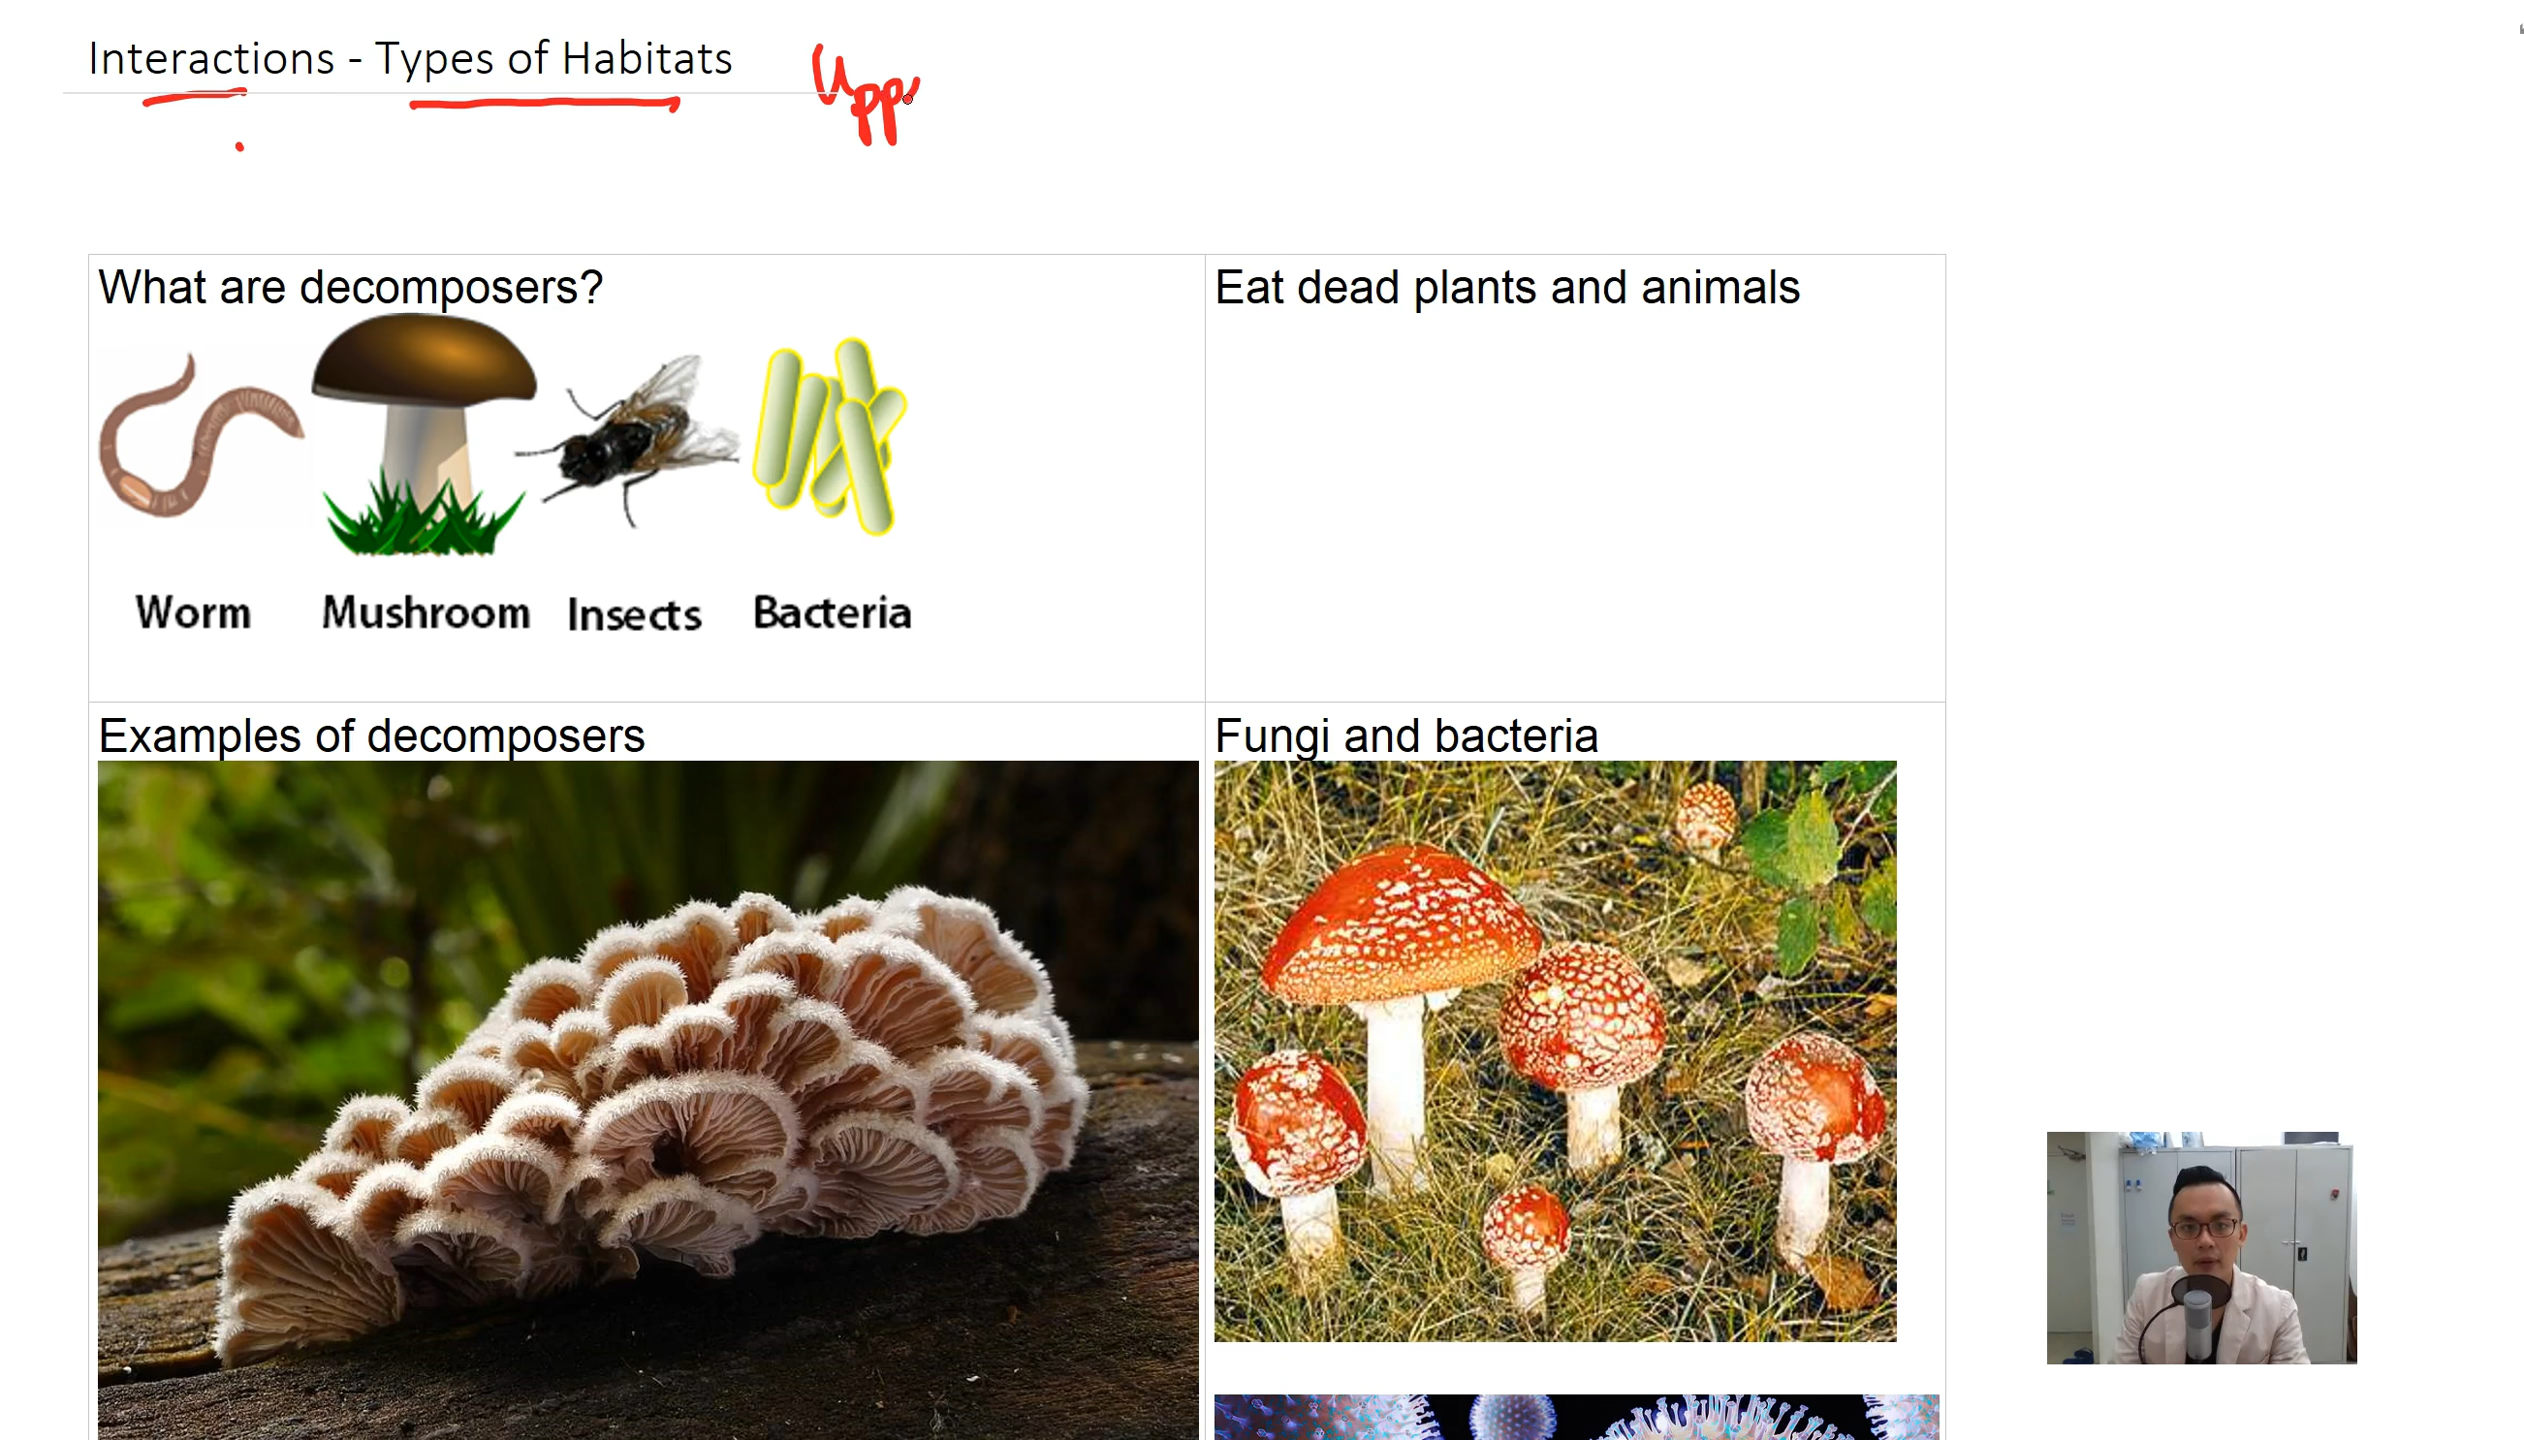 Interactions - Types of Habitats
Upp
What are decomposers?
Eat dead plants and animals
Worm Mushroom Insects Bacteria
Examples of decomposers
Fungi and bacteria